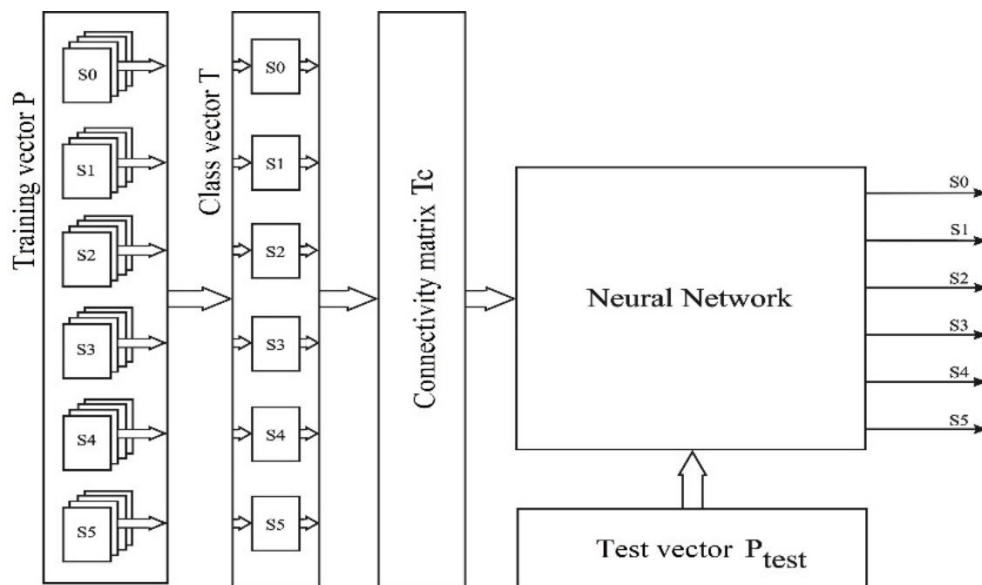 Training vector P
S0
S1
S2
S3
S4
S5
Class vector T
S0
S1
S2
S3
S4
S5
Connectivity matrix Tc
Neural Network
S0
S1
S2
S3
S4
S5
Test vector P_test